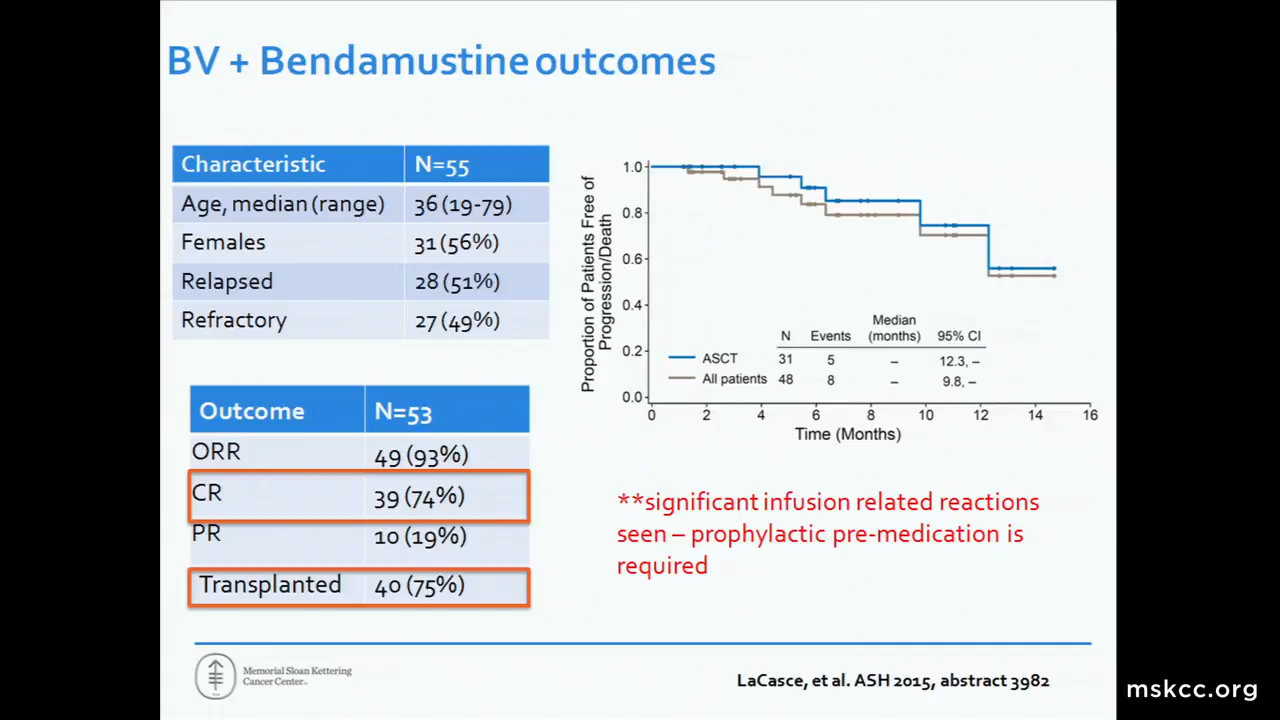 BV + Bendamustine outcomes
Characteristic N=55
Age, median (range) 36 (19-79)
Females 31 (56%)
Relapsed 28 (51%)
Refractory 27 (49%)
Outcome N=53
ORR 49 (93%)
CR 39 (74%)
PR 10 (19%)
Transplanted 40 (75%)
Proportion of Patients Free of
Progression/Death
1.0
0.8
0.6
0.4
0.2
0.0
Median
N Events (months) 95% CI
ASCT 31 5 – 12.3, –
All patients 48 8 – 9.8, –
0 2 4 6 8 10 12 14 16
Time (Months)
**significant infusion related reactions
seen – prophylactic pre-medication is
required
Memorial Sloan Kettering
Cancer Center
LaCasce, et al. ASH 2015, abstract 3982
mskcc.org